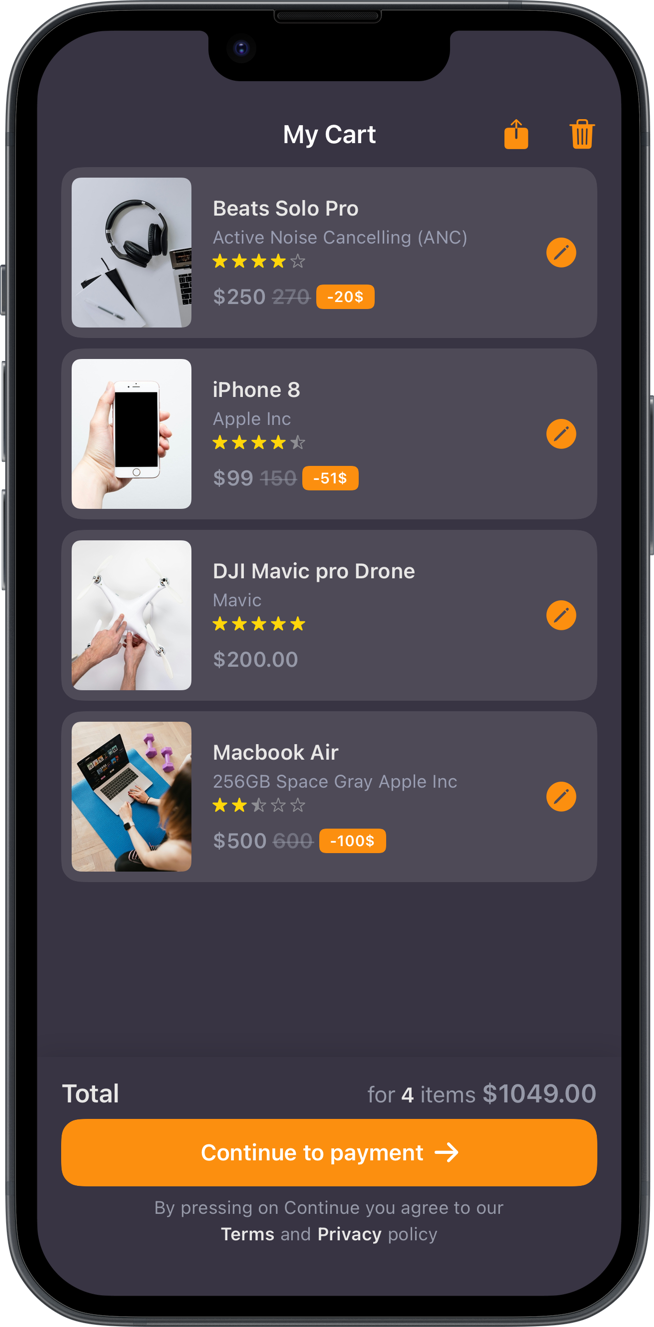 My Cart
Beats Solo Pro
Active Noise Cancelling (ANC)
$250 270 -20$
iPhone 8
Apple Inc
$99 150 -51$
DJI Mavic pro Drone
Mavic
$200.00
Macbook Air
256GB Space Gray Apple Inc
$500 600 -100$
Total for 4 items $1049.00
Continue to payment →
By pressing on Continue you agree to our
Terms and Privacy policy